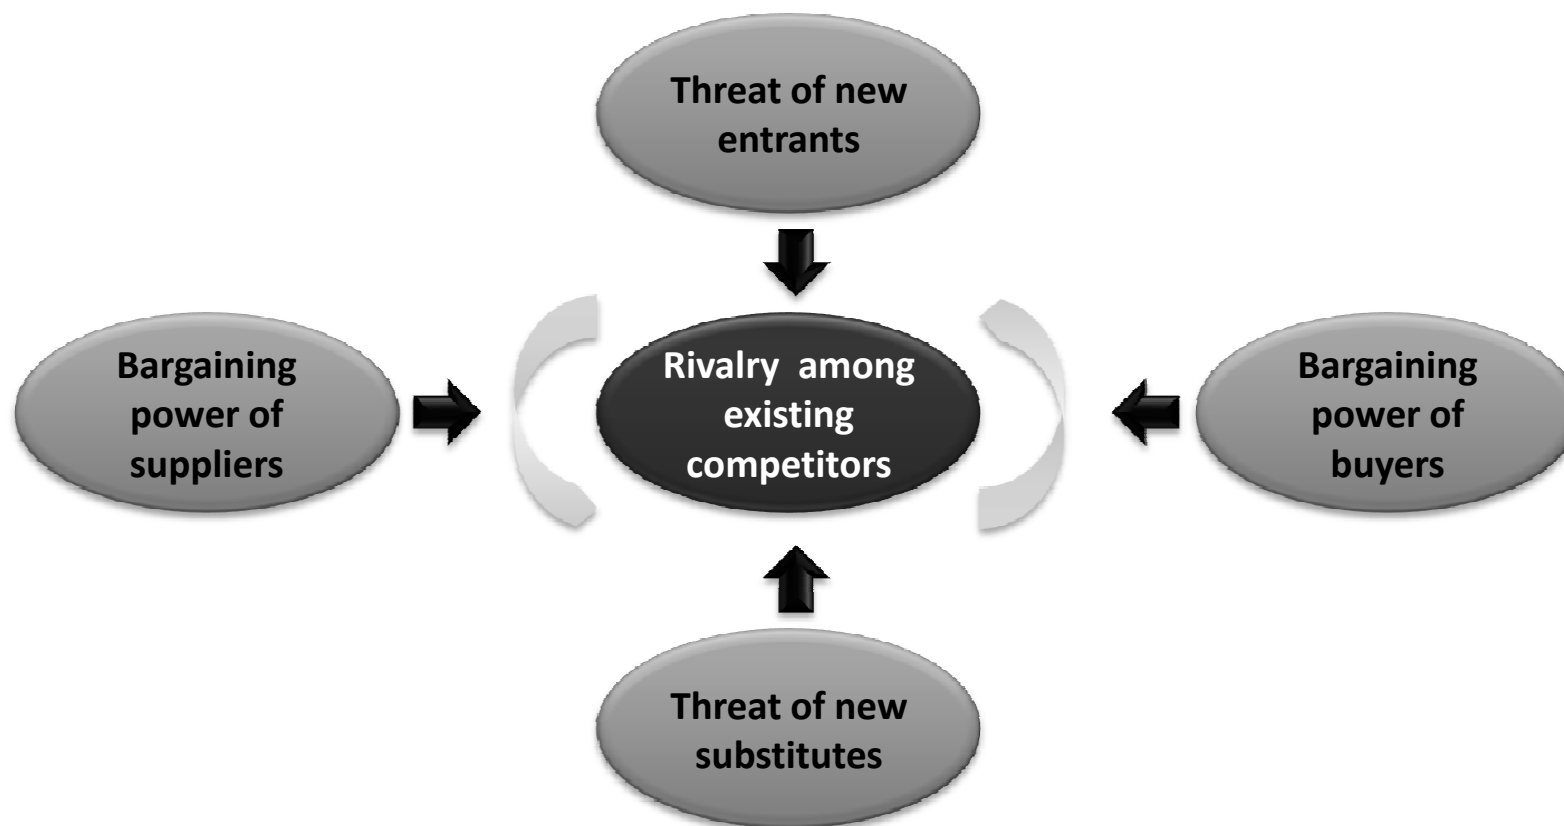 Threat of new
entrants
Bargaining
power of
suppliers
Rivalry  among
existing
competitors
Bargaining
power of
buyers
Threat of new
substitutes